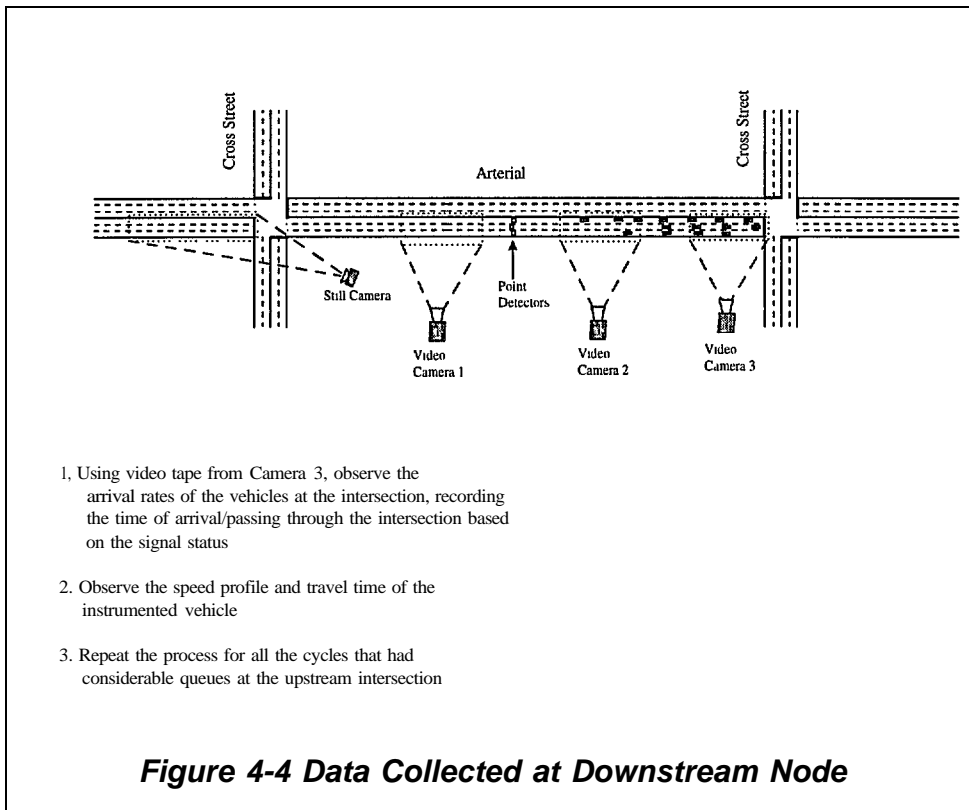 Cross Street
Cross Street
Arterial
Still Camera
Point
Detectors
Video
Camera 1
Video
Camera 2
Video
Camera 3
1, Using video tape from Camera 3, observe the
arrival rates of the vehicles at the intersection, recording
the time of arrival/passing through the intersection based
on the signal status
2. Observe the speed profile and travel time of the
instrumented vehicle
3. Repeat the process for all the cycles that had
considerable queues at the upstream intersection
Figure 4-4 Data Collected at Downstream Node